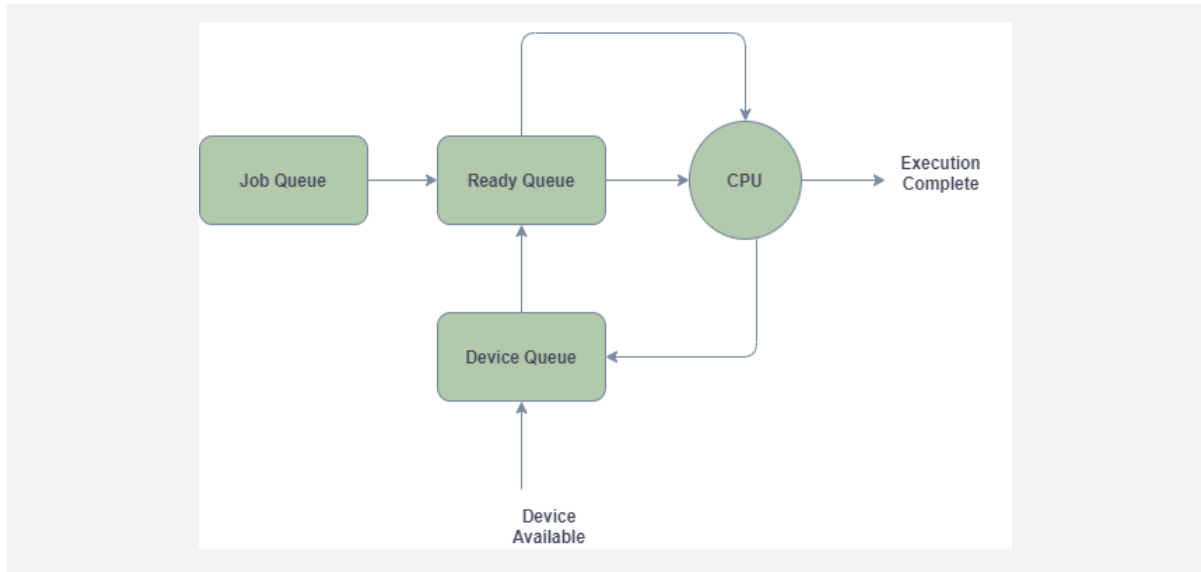 Job Queue
Ready Queue
CPU
Execution
Complete
Device Queue
Device
Available